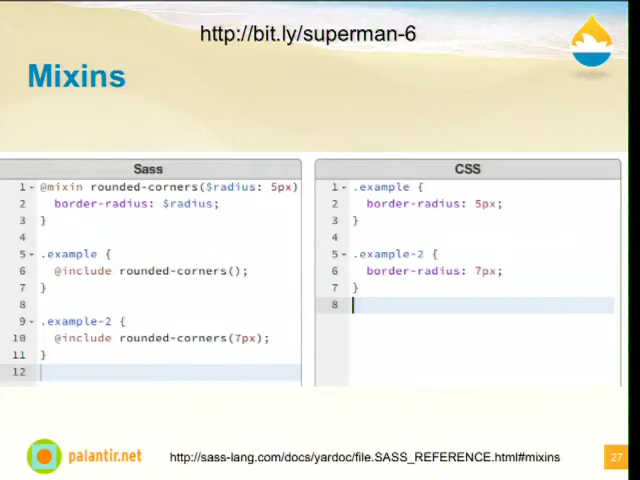 http://bit.ly/superman-6
Mixins
Sass
1 @mixin rounded-corners($radius: 5px)
2 border-radius: $radius;
3 }
4
5 .example {
6 @include rounded-corners();
7 }
8
9 .example-2 {
10 @include rounded-corners(7px);
11 }
12
CSS
1 .example {
2 border-radius: 5px;
3 }
4
5 .example-2 {
6 border-radius: 7px;
7 }
8
palantir.net
http://sass-lang.com/docs/yardoc/file.SASS_REFERENCE.html#mixins
27